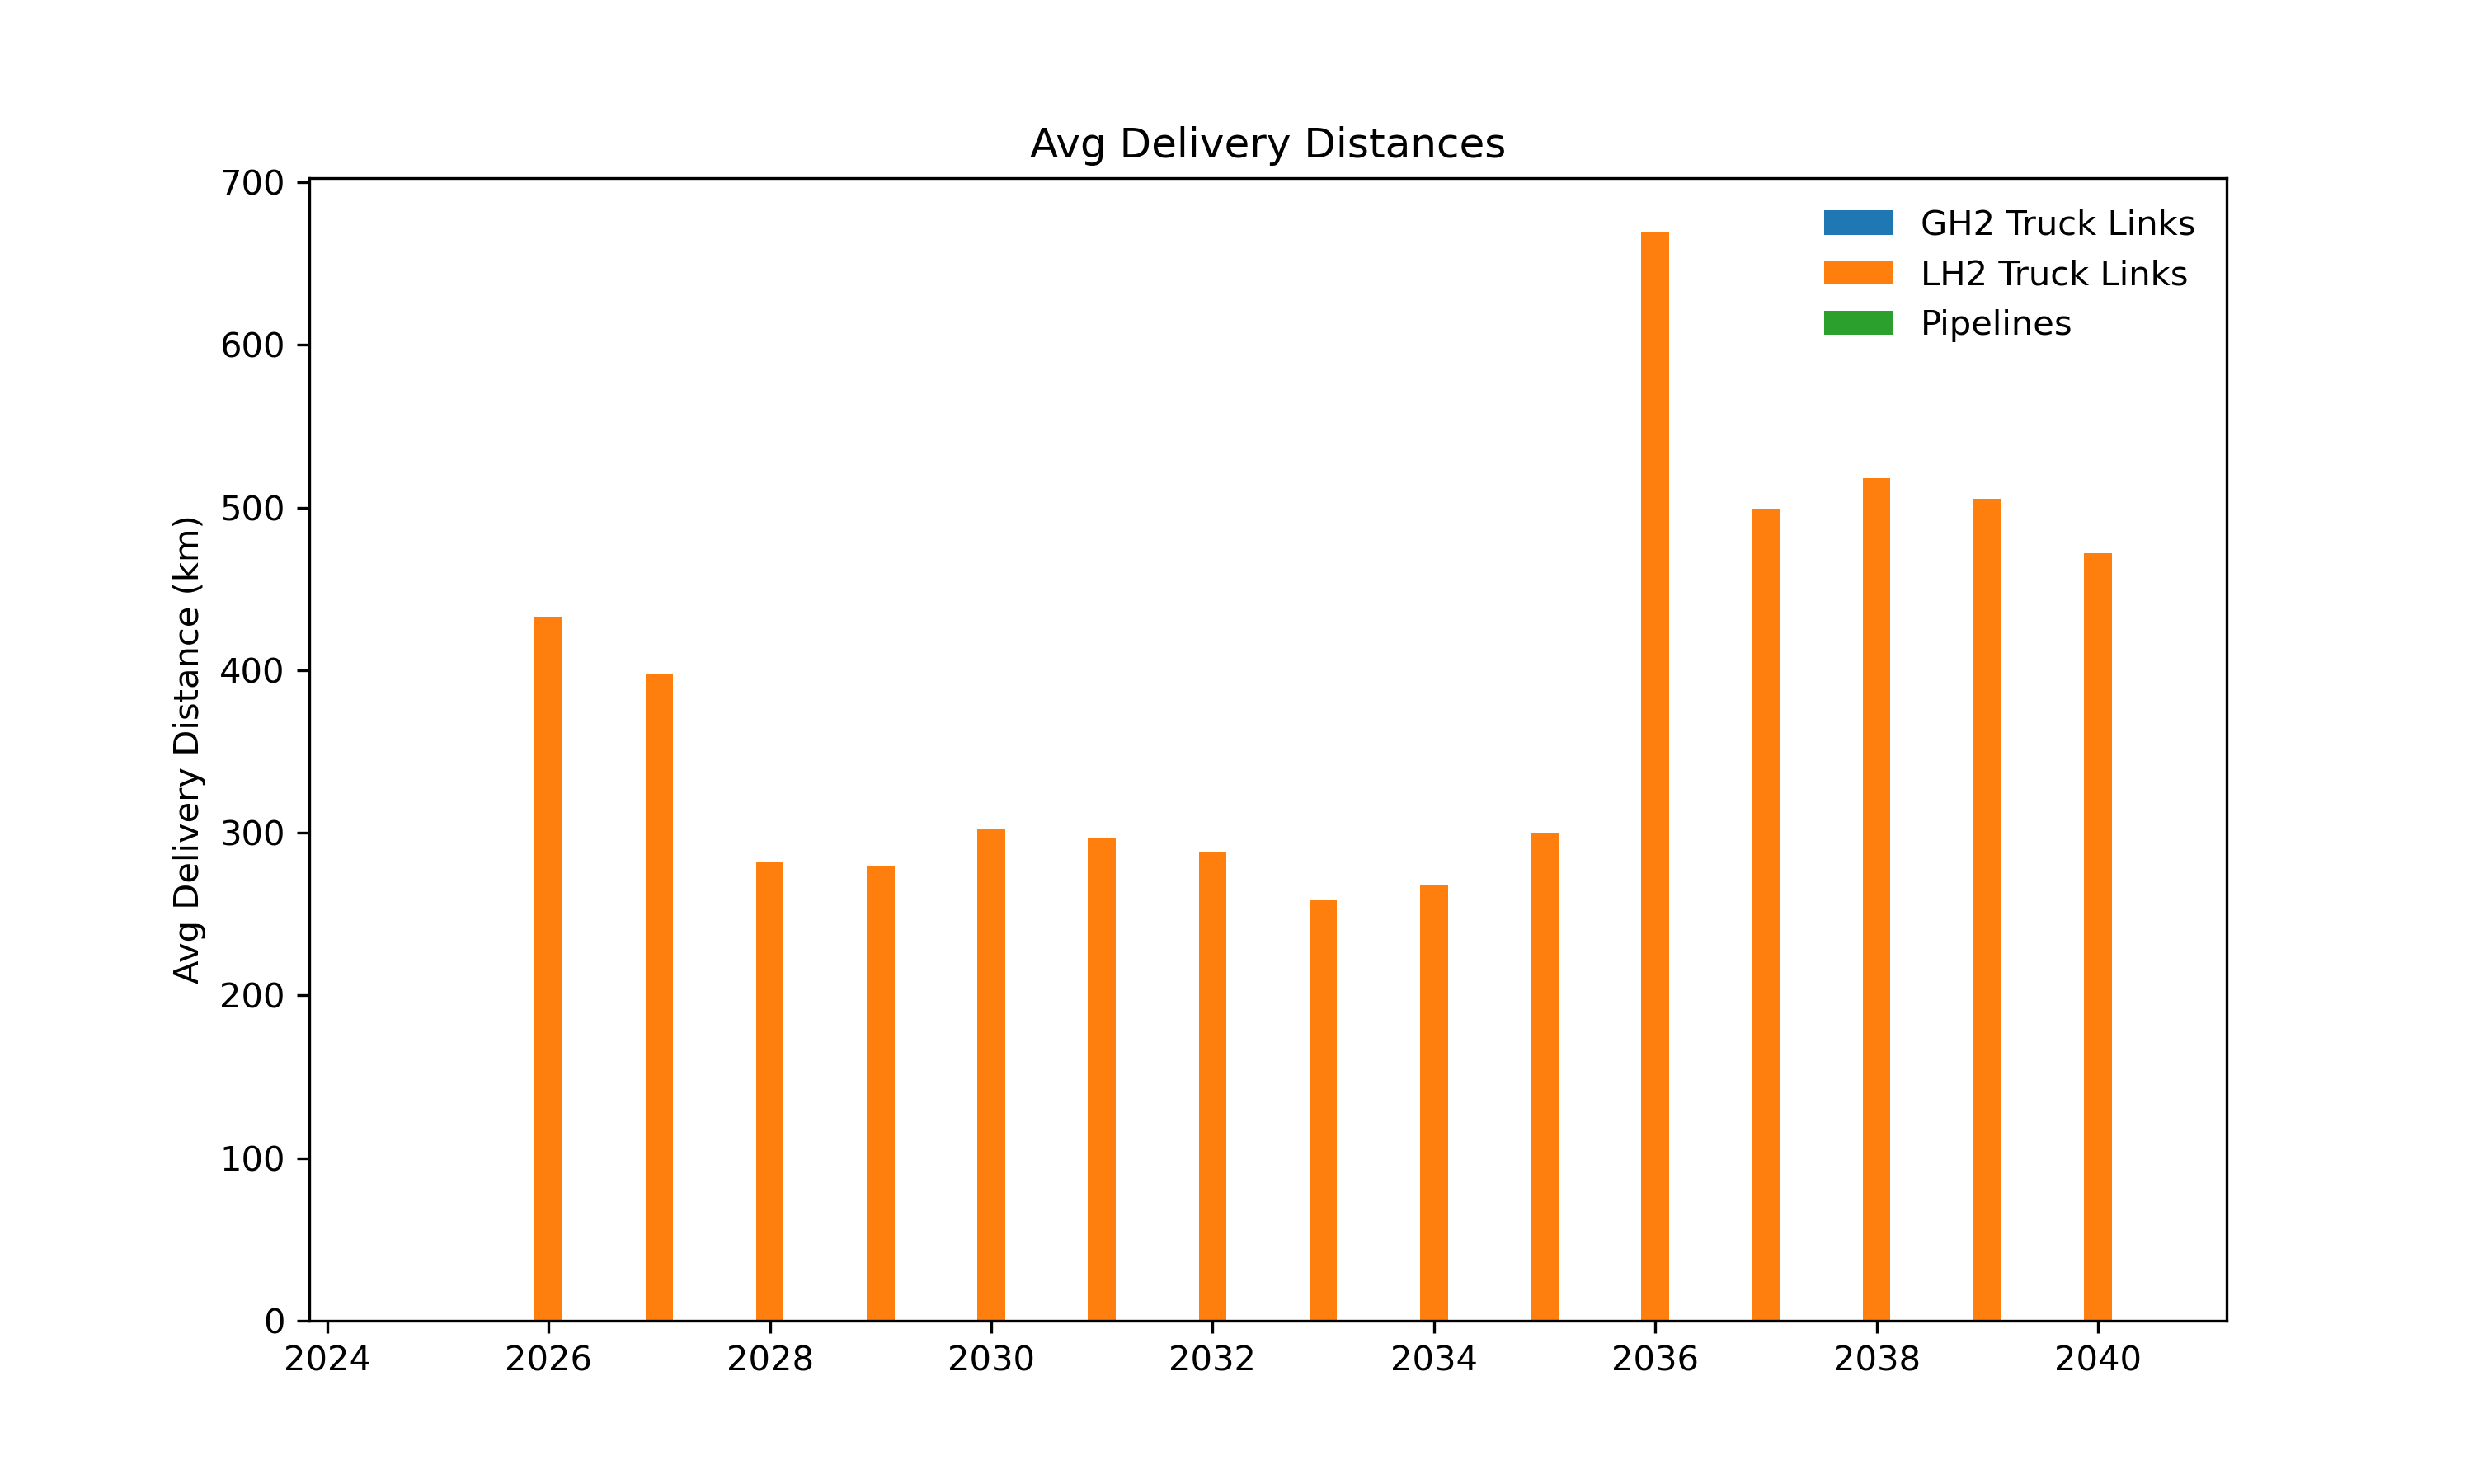 Avg Delivery Distances
Avg Delivery Distance (km)
700
600
500
400
300
200
100
0
2024 2026 2028 2030 2032 2034 2036 2038 2040
GH2 Truck Links
LH2 Truck Links
Pipelines